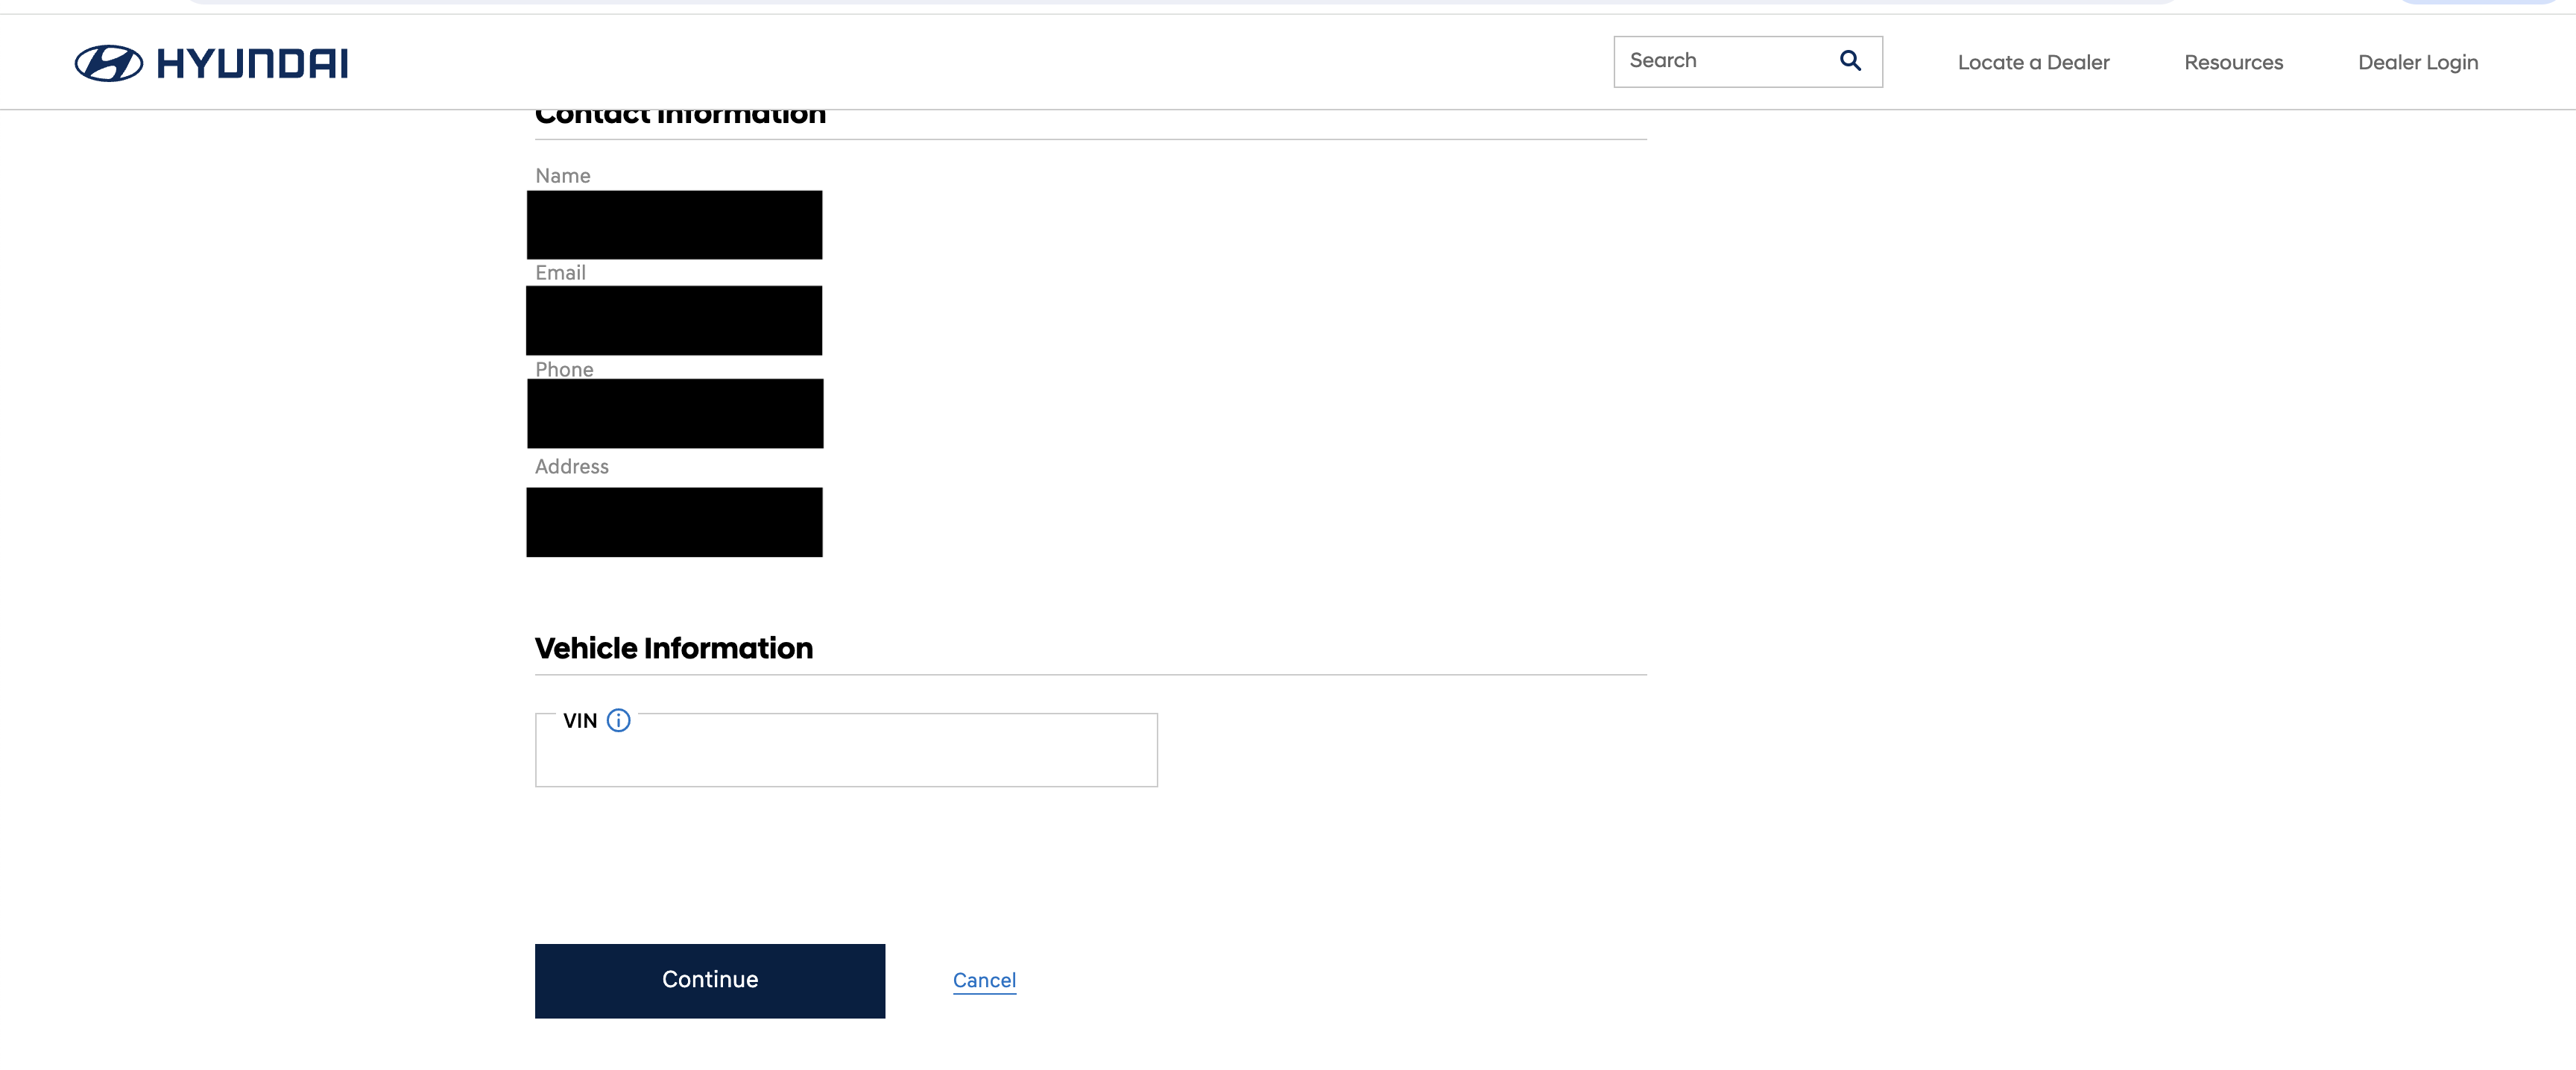 HYUNDAI
Search
Locate a Dealer
Resources
Dealer Login
Contact Information
Name
Email
Phone
Address
Vehicle Information
VIN
Continue
Cancel